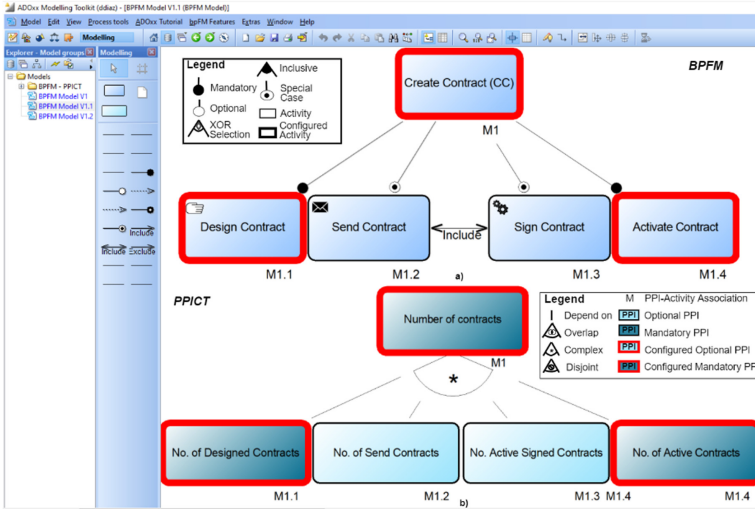 ADOxx Modelling Toolkit (ddiaz) - [BPFM Model V1.1 (BPFM Model)]
Model Edit View Process tools ADOxx Tutorial bpFM Features Extras Window Help
Modelling
Explorer - Model groups
Modelling
Models
BPFM - PPICT
BPFM Model V1
BPFM Model V1.1
BPFM Model V1.2
Include
Include Exclude
Legend
Mandatory
Optional
XOR
Selection
Inclusive
Special
Case
Activity
Configured
Activity
BPFM
Create Contract (CC)
M1
Design Contract
Send Contract
Include
Sign Contract
Activate Contract
M1.1
M1.2
a)
M1.3
M1.4
PPICT
Number of contracts
M1
*
Legend
Depend on
Overlap
Complex
Disjoint
M PPI-Activity Association
PPI Optional PPI
PPI Mandatory PPI
PPI Configured Optional PPI
PPI Configured Mandatory PF
No. of Designed Contracts
No. of Send Contracts
No. Active Signed Contracts
No. of Active Contracts
M1.1
M1.2
b)
M1.3
M1.4
M1.4